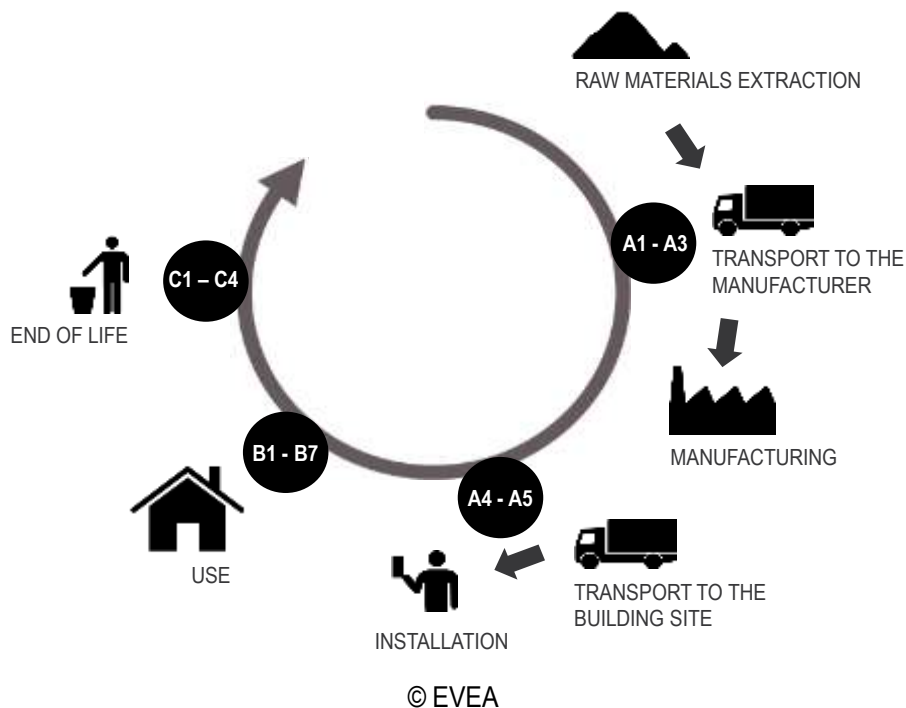 RAW MATERIALS EXTRACTION
A1 - A3
TRANSPORT TO THE
MANUFACTURER
MANUFACTURING
A4 - A5
TRANSPORT TO THE
BUILDING SITE
INSTALLATION
B1 - B7
USE
C1 – C4
END OF LIFE
© EVEA